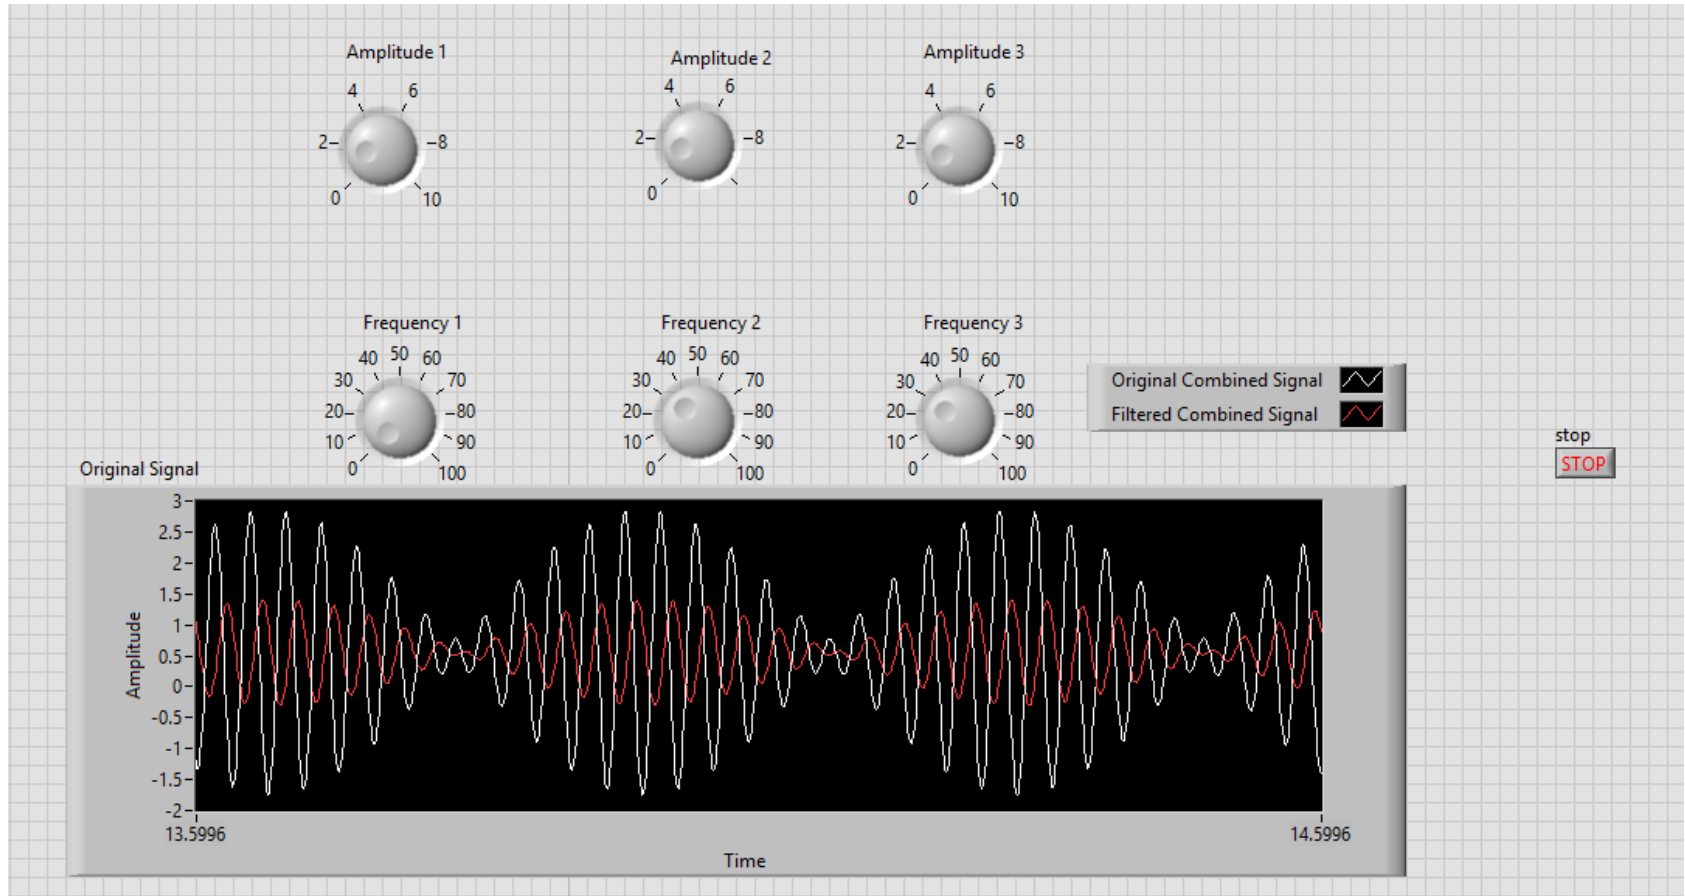 Amplitude 1
4 6
2 8
0 10
Amplitude 2
4 6
2 8
0
Amplitude 3
4 6
2 8
0 10
Frequency 1
40 50 60
30 70
20 80
10 90
0 100
Frequency 2
40 50 60
30 70
20 80
10 90
0 100
Frequency 3
40 50 60
30 70
20 80
10 90
0 100
Original Combined Signal
Filtered Combined Signal
stop
STOP
Original Signal
Amplitude
3
2.5
2
1.5
1
0.5
0
-0.5
-1
-1.5
-2
13.5996 14.5996
Time